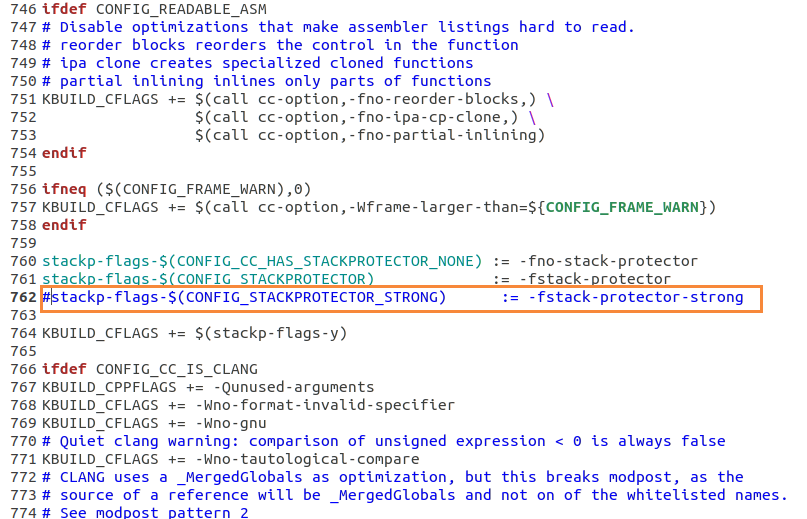 746 ifdef CONFIG_READABLE_ASM
747 # Disable optimizations that make assembler listings hard to read.
748 # reorder blocks reorders the control in the function
749 # ipa clone creates specialized cloned functions
750 # partial inlining inlines only parts of functions
751 KBUILD_CFLAGS += $(call cc-option,-fno-reorder-blocks,) \
752                  $(call cc-option,-fno-ipa-cp-clone,) \
753                  $(call cc-option,-fno-partial-inlining)
754 endif
755
756 ifneq ($(CONFIG_FRAME_WARN),0)
757 KBUILD_CFLAGS += $(call cc-option,-Wframe-larger-than=${CONFIG_FRAME_WARN})
758 endif
759
760 stackp-flags-$(CONFIG_CC_HAS_STACKPROTECTOR_NONE) := -fno-stack-protector
761 stackp-flags-$(CONFIG_STACKPROTECTOR)             := -fstack-protector
762 #stackp-flags-$(CONFIG_STACKPROTECTOR_STRONG)      := -fstack-protector-strong
763
764 KBUILD_CFLAGS += $(stackp-flags-y)
765
766 ifdef CONFIG_CC_IS_CLANG
767 KBUILD_CPPFLAGS += -Qunused-arguments
768 KBUILD_CFLAGS += -Wno-format-invalid-specifier
769 KBUILD_CFLAGS += -Wno-gnu
770 # Quiet clang warning: comparison of unsigned expression < 0 is always false
771 KBUILD_CFLAGS += -Wno-tautological-compare
772 # CLANG uses a _MergedGlobals as optimization, but this breaks modpost, as the
773 # source of a reference will be _MergedGlobals and not on of the whitelisted names.
774 # See modpost pattern 2